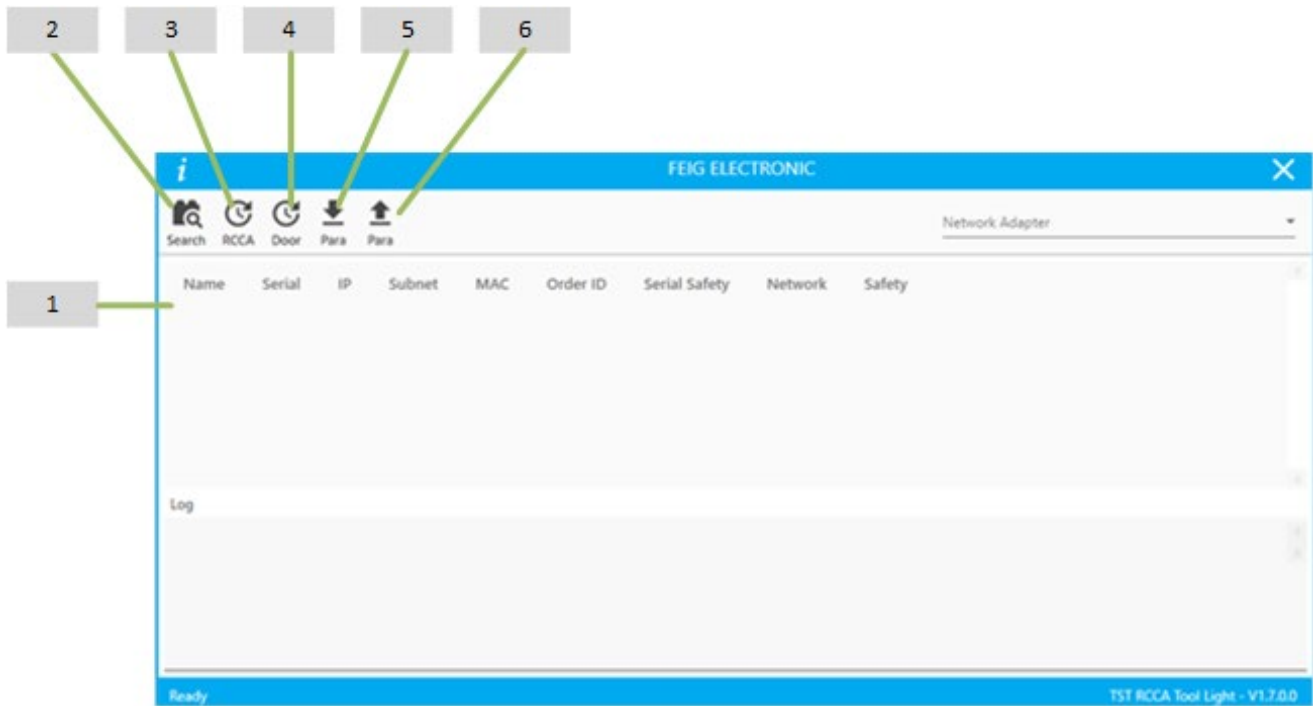 2 3 4 5 6
i FEIG ELECTRONIC
Search RCCA Door Para Para
Network Adapter
Name Serial IP Subnet MAC Order ID Serial Safety Network Safety
1
Log
Ready TST RCCA Tool Light - V1.7.0.0